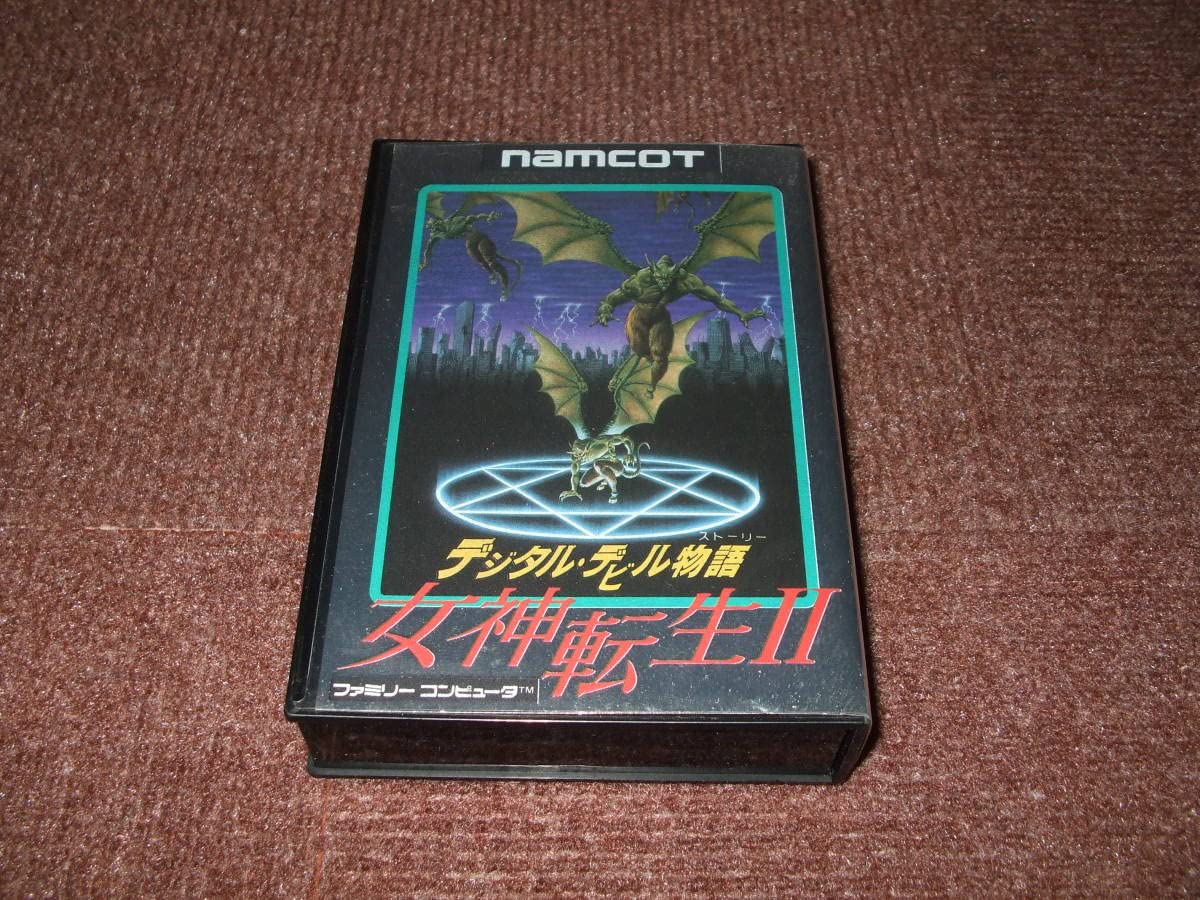 namcot
ストーリー
デジタル・デビル物語
女神転生II
ファミリーコンピュータ™